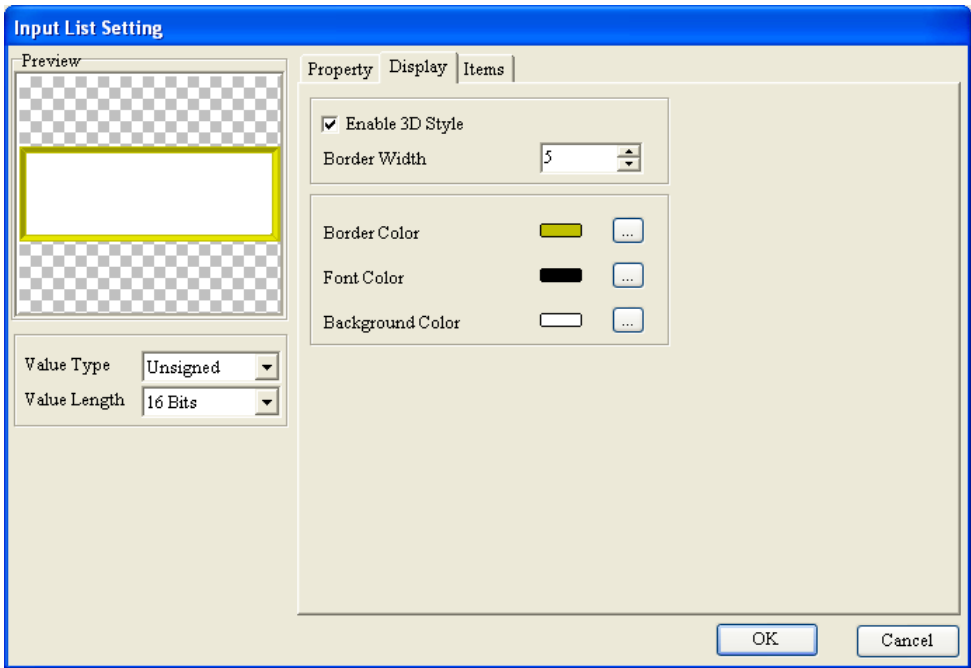 Input List Setting
Preview
Property Display Items
Enable 3D Style
Border Width 5
Border Color ...
Font Color ...
Background Color ...
Value Type Unsigned
Value Length 16 Bits
OK Cancel